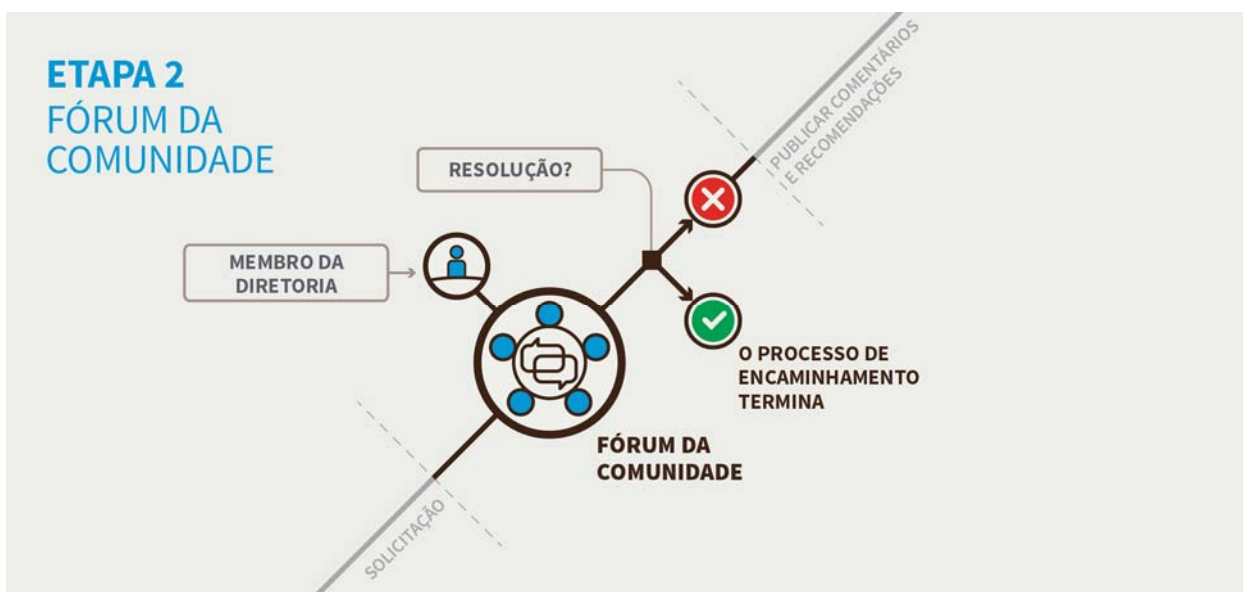 ETAPA 2
FÓRUM DA
COMUNIDADE
PUBLICAR COMENTÁRIOS
E RECOMENDAÇÕES
RESOLUÇÃO?
MEMBRO DA
DIRETORIA
O PROCESSO DE
ENCAMINHAMENTO
TERMINA
FÓRUM DA
COMUNIDADE
SOLICITAÇÃO